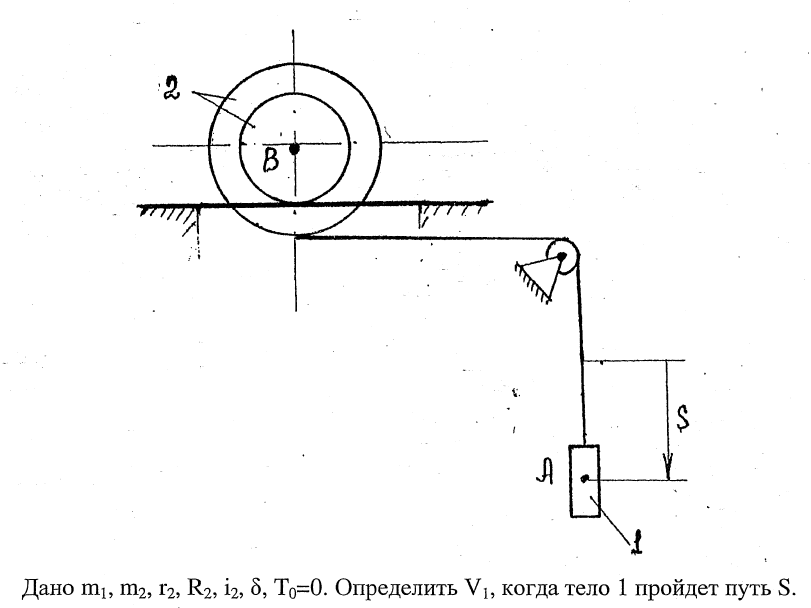 2
B
S
A
1
Дано m₁, m₂, r₂, R₂, i₂, δ, T₀=0. Определить V₁, когда тело 1 пройдет путь S.